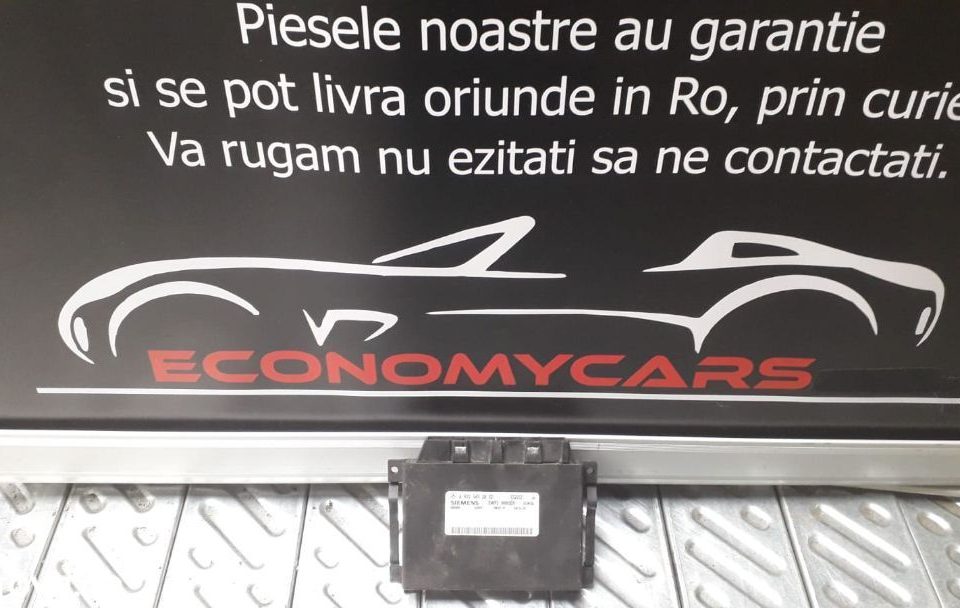 Piesele noastre au garantie
si se pot livra oriunde in Ro, prin curie
Va rugam nu ezitati sa ne contactati.
ECONOMYCARS
SIEMENS